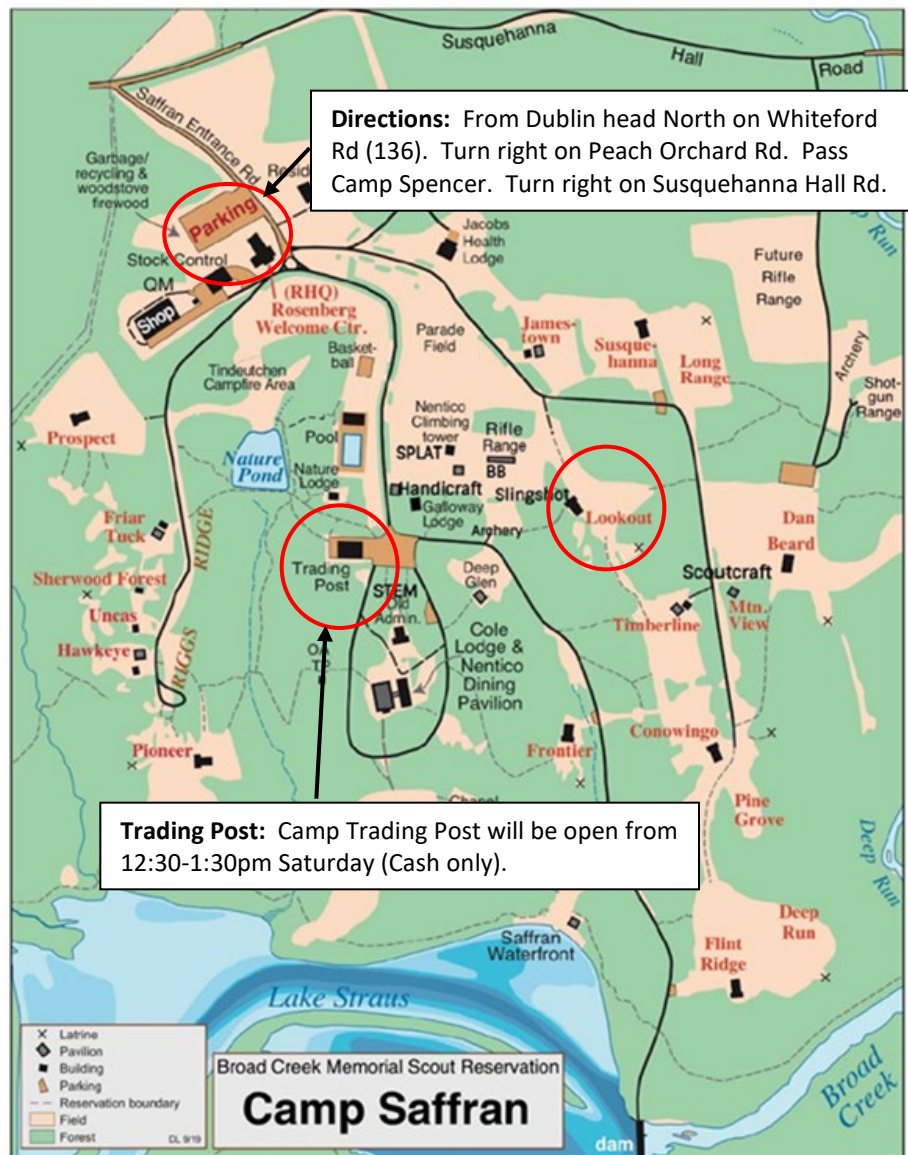 Susquehanna
Hall
Road
Saffran Entrance Rd
Directions: From Dublin head North on Whiteford
Rd (136). Turn right on Peach Orchard Rd. Pass
Camp Spencer. Turn right on Susquehanna Hall Rd.
Garbage/
recycling &
woodstove
firewood
Parking
Run
Stock Control
QM
Shop
(RHQ)
Rosenberg
Welcome Ctr.
Jacobs
Health
Lodge
Future
Rifle
Range
Parade
Field
James-
town
Susque-
hanna
Long
Range
Archery
Shot-
gun
Range
Basket-
ball
Tindeutchen
Campfire Area
Prospect
Nature
Pond
Pool
Nature
Lodge
Nentico
Climbing
tower
SPLAT
Rifle
Range
BB
Handicraft
Galloway
Lodge
Slingshot
Archery
Lookout
Dan
Beard
Friar
Tuck
RIDGE
Sherwood Forest
Uncas
Hawkeye
RIGGS
Trading
Post
STEM
Old
Admin.
Deep
Glen
Scoutcraft
Timberline
Mtn.
View
Cole
Lodge &
Nentico
Dining
Pavilion
Pioneer
Frontier
Conowingo
Pine
Grove
Trading Post: Camp Trading Post will be open from
12:30-1:30pm Saturday (Cash only).
Deep
Run
Saffran
Waterfront
Flint
Ridge
Deep
Run
Lake Straus
Broad
Creek
X Latrine
Pavilion
Building
Parking
Reservation boundary
Field
Forest
DL 9/19
Broad Creek Memorial Scout Reservation
Camp Saffran
dam